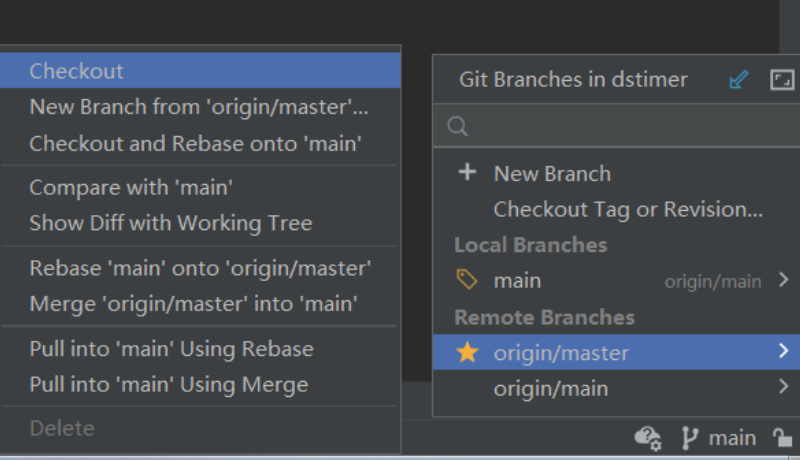 Checkout
New Branch from 'origin/master'...
Checkout and Rebase onto 'main'
Compare with 'main'
Show Diff with Working Tree
Rebase 'main' onto 'origin/master'
Merge 'origin/master' into 'main'
Pull into 'main' Using Rebase
Pull into 'main' Using Merge
Delete
Git Branches in dstimer
New Branch
Checkout Tag or Revision...
Local Branches
main origin/main
Remote Branches
origin/master
origin/main
main